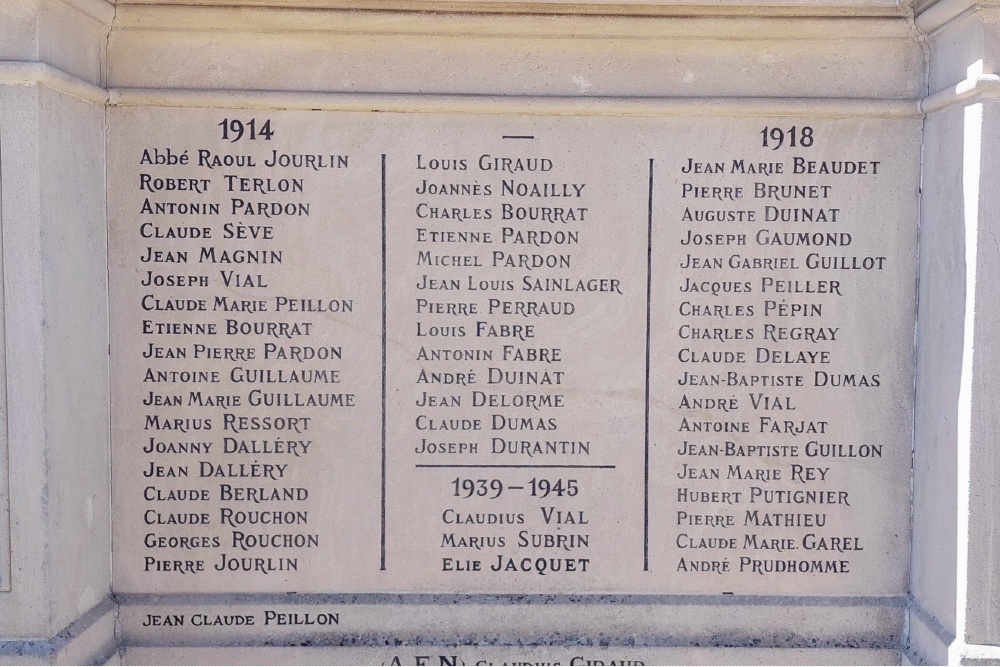 1914
Abbé Raoul JOURLIN
Robert TERLON
Antonin PARDON
Claude SÈVE
Jean MAGNIN
Joseph VIAL
Claude Marie PEILLON
Etienne BOURRAT
Jean Pierre PARDON
Antoine GUILLAUME
Jean Marie GUILLAUME
Marius RESSORT
Joanny DALLÉRY
Jean DALLÉRY
Claude BERLAND
Claude ROUCHON
Georges ROUCHON
Pierre JOURLIN
—
Louis GIRAUD
Joannès NOAILLY
Charles BOURRAT
Etienne PARDON
Michel PARDON
Jean Louis SAINLAGER
Pierre PERRAUD
Louis FABRE
Antonin FABRE
André DUINAT
Jean DELORME
Claude DUMAS
Joseph DURANTIN
1939-1945
Claudius VIAL
Marius SUBRIN
Elie JACQUET
1918
Jean Marie BEAUDET
Pierre BRUNET
Auguste DUINAT
Joseph GAUMOND
Jean Gabriel GUILLOT
Jacques PEILLER
Charles PÉPIN
Charles REGRAY
Claude DELAYE
Jean-Baptiste DUMAS
André VIAL
Antoine FARJAT
Jean-Baptiste GUILLON
Jean Marie REY
Hubert PUTIGNIER
Pierre MATHIEU
Claude Marie.GAREL
André PRUDHOMME
Jean Claude PEILLON
(A.F.N) Claudius GIRAUD